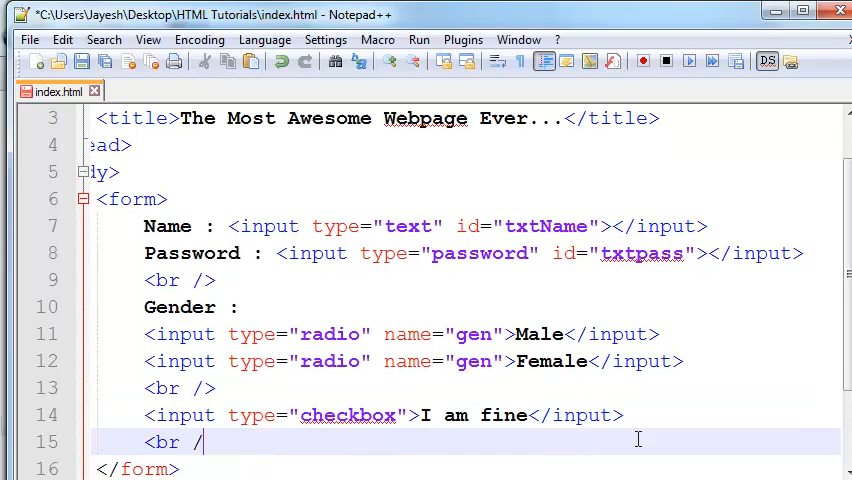 *C:\Users\Jayesh\Desktop\HTML Tutorials\index.html - Notepad++
File Edit Search View Encoding Language Settings Macro Run Plugins Window ?
DS
index.html
3 <title>The Most Awesome Webpage Ever...</title>
4 ead>
5 dy>
6 <form>
7 Name : <input type="text" id="txtName"></input>
8 Password : <input type="password" id="txtpass"></input>
9 <br />
10 Gender :
11 <input type="radio" name="gen">Male</input>
12 <input type="radio" name="gen">Female</input>
13 <br />
14 <input type="checkbox">I am fine</input>
15 <br /
16 </form>